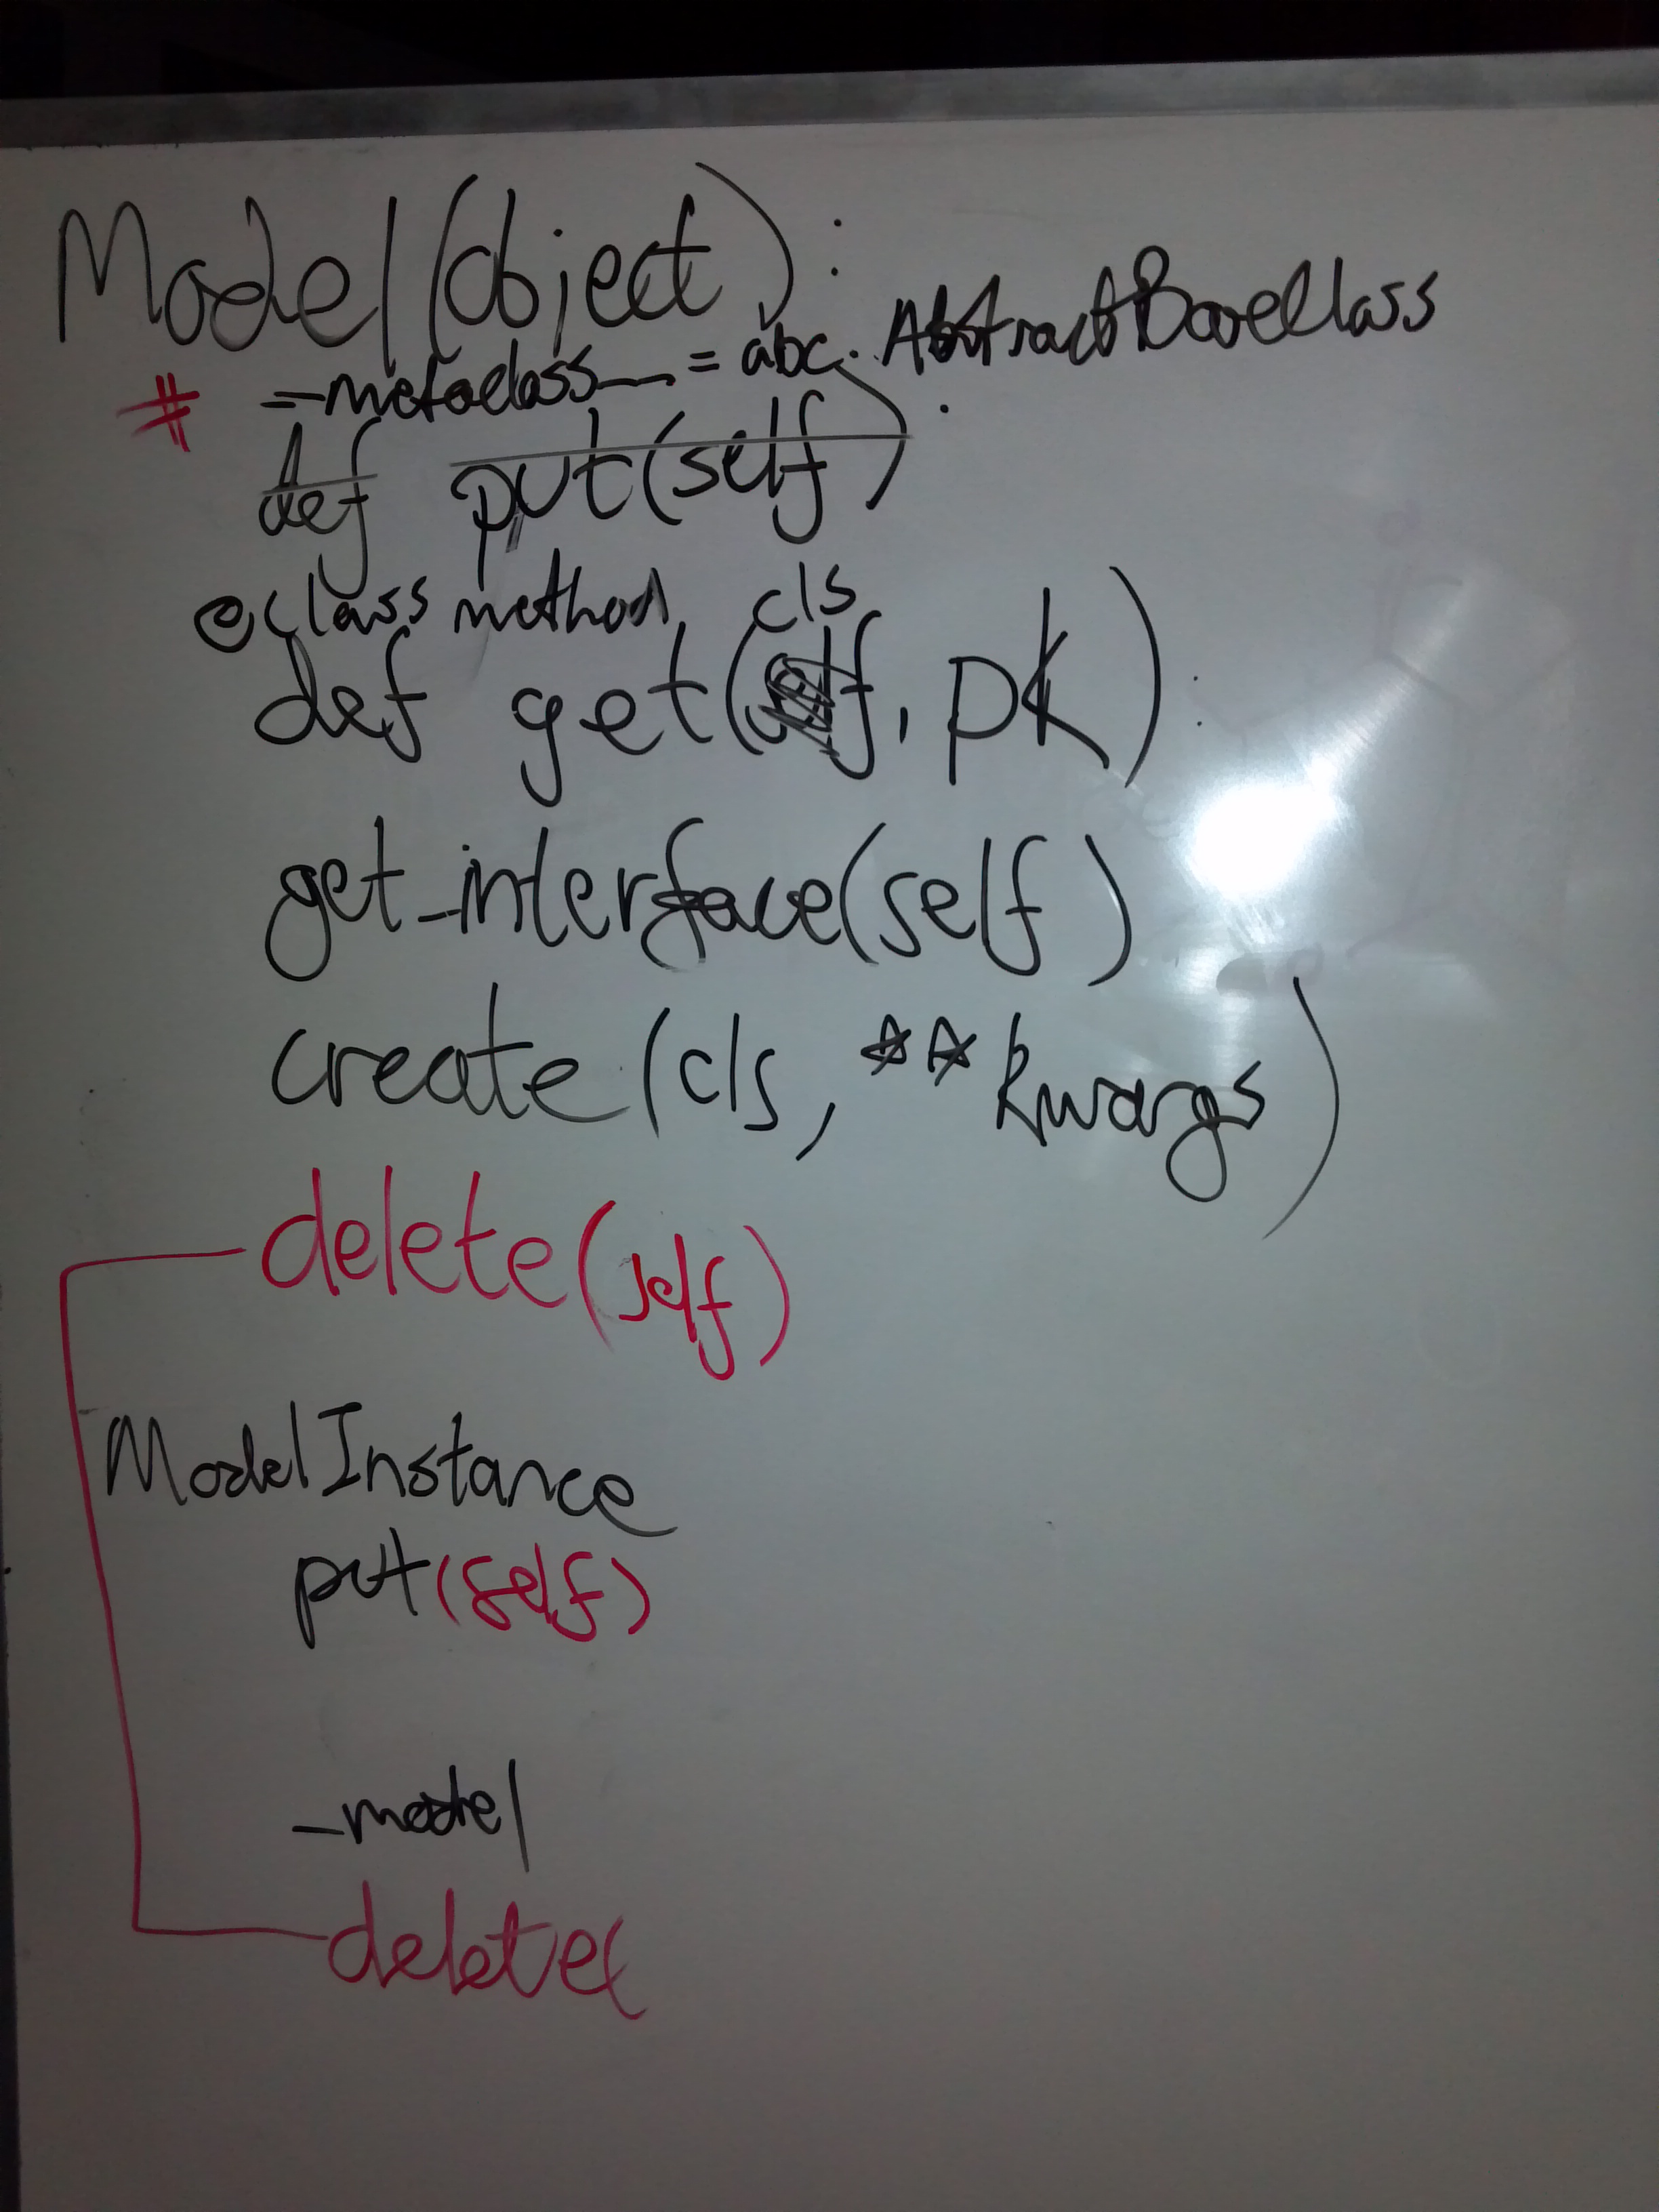 Model(object):
# __metaclass__ = abc.AbstractBaseClass
def put(self):
@classmethod
cls
def get(self, pk):
get_interface(self)
create(cls, **kwargs)
delete(self)
ModelInstance
put(self)
_model
delete(